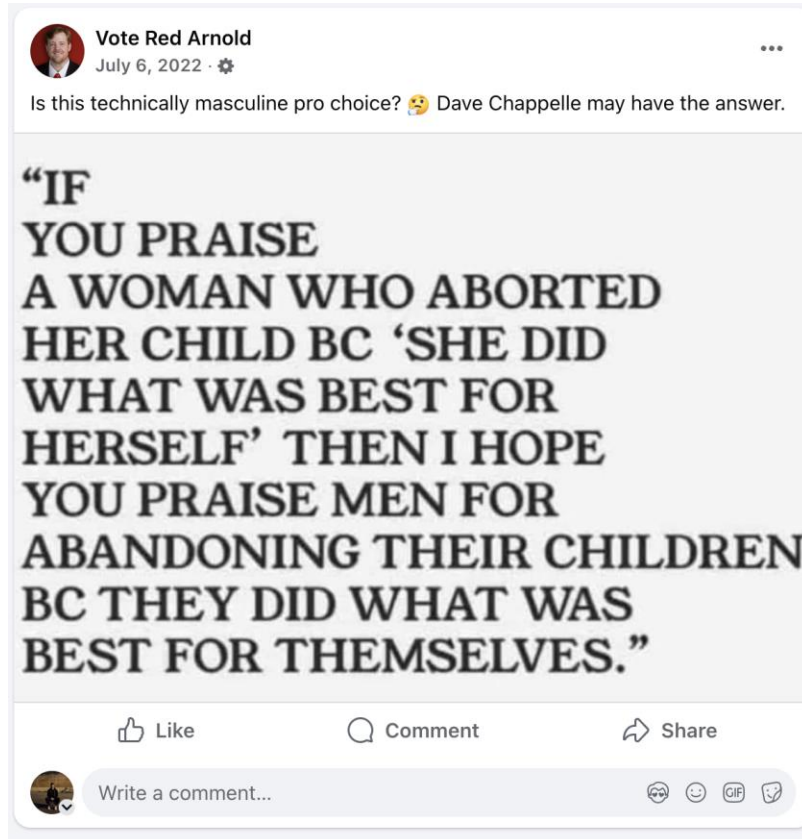 Vote Red Arnold
July 6, 2022 ·
Is this technically masculine pro choice? 🤔 Dave Chappelle may have the answer.
“IF
YOU PRAISE
A WOMAN WHO ABORTED
HER CHILD BC ‘SHE DID
WHAT WAS BEST FOR
HERSELF’ THEN I HOPE
YOU PRAISE MEN FOR
ABANDONING THEIR CHILDREN
BC THEY DID WHAT WAS
BEST FOR THEMSELVES.”
Like Comment Share
Write a comment...
GIF